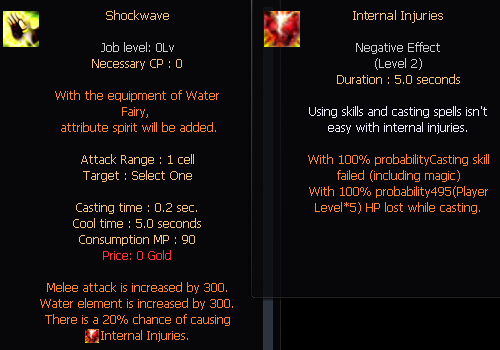 Shockwave
Job level: 0Lv
Necessary CP : 0
With the equipment of Water
Fairy,
attribute spirit will be added.
Attack Range : 1 cell
Target : Select One
Casting time : 0.2 sec.
Cool time : 5.0 seconds
Consumption MP : 90
Price: 0 Gold
Melee attack is increased by 300.
Water element is increased by 300.
There is a 20% chance of causing
Internal Injuries.
Internal Injuries
Negative Effect
(Level 2)
Duration : 5.0 seconds
Using skills and casting spells isn't
easy with internal injuries.
With 100% probabilityCasting skill
failed (including magic)
With 100% probability495(Player
Level*5) HP lost while casting.